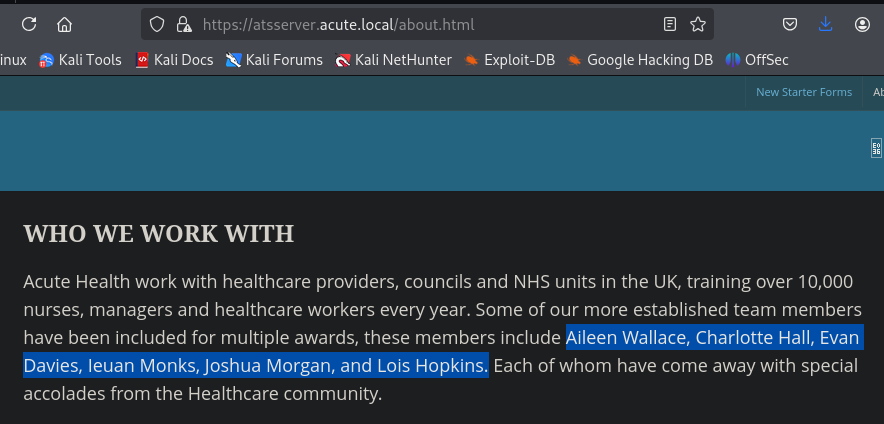 https://atsserver.acute.local/about.html
inux Kali Tools Kali Docs Kali Forums Kali NetHunter Exploit-DB Google Hacking DB OffSec
New Starter Forms Ab
WHO WE WORK WITH
Acute Health work with healthcare providers, councils and NHS units in the UK, training over 10,000
nurses, managers and healthcare workers every year. Some of our more established team members
have been included for multiple awards, these members include Aileen Wallace, Charlotte Hall, Evan
Davies, Ieuan Monks, Joshua Morgan, and Lois Hopkins. Each of whom have come away with special
accolades from the Healthcare community.